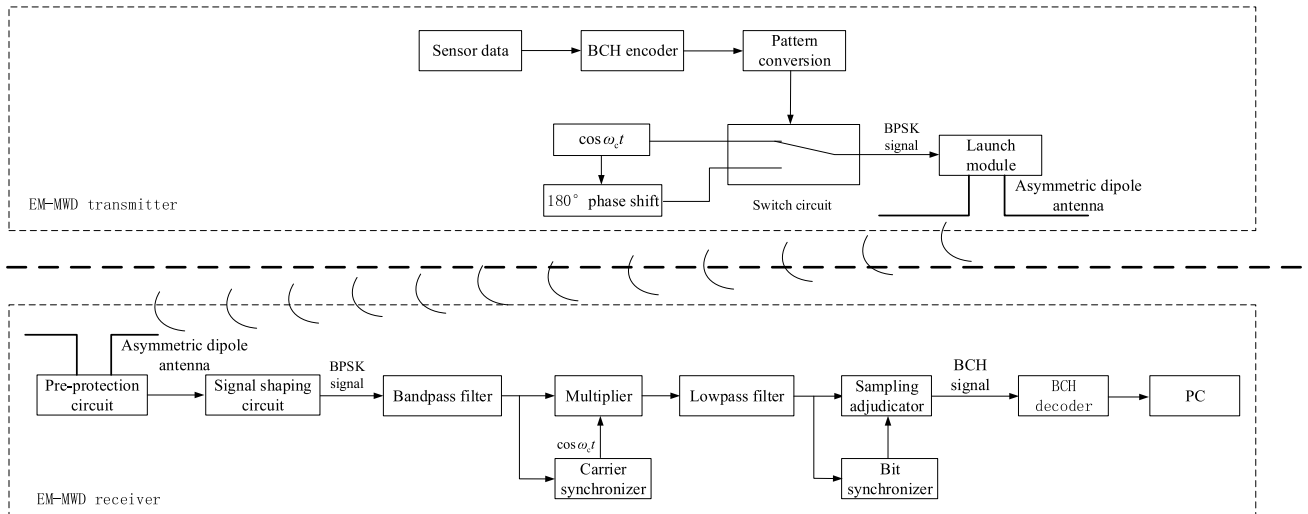 Sensor data
BCH encoder
Pattern
conversion
cos ω_c t
BPSK
signal
Launch
module
180° phase shift
Switch circuit
Asymmetric dipole
antenna
EM-MWD transmitter
Asymmetric dipole
antenna
Pre-protection
circuit
Signal shaping
circuit
BPSK
signal
Bandpass filter
Multiplier
Lowpass filter
Sampling
adjudicator
BCH
signal
BCH
decoder
PC
cos ω_c t
Carrier
synchronizer
Bit
synchronizer
EM-MWD receiver